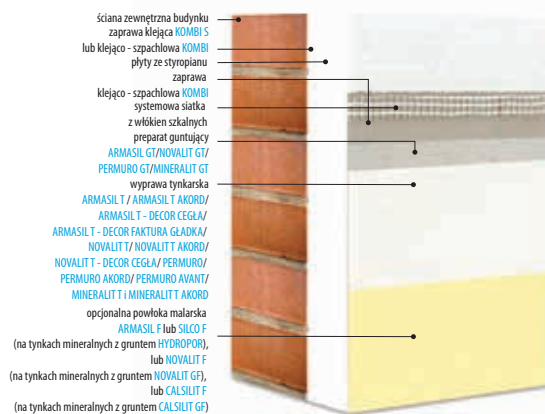 ściana zewnętrzna budynku
zaprawa klejąca KOMBI S
lub klejąco - szpachlowa KOMBI
płyty ze styropianu
zaprawa
klejąco - szpachlowa KOMBI
systemowa siatka
z włókien szkalnych
preparat guntujący
ARMASIL GT/NOVALIT GT/
PERMURO GT/MINERALIT GT
wyprawa tynkarska
ARMASIL T / ARMASIL T AKORD/
ARMASIL T - DECOR CEGŁA/
ARMASIL T - DECOR FAKTURA GŁADKA/
NOVALIT T/ NOVALIT T AKORD/
NOVALIT T - DECOR CEGŁA/ PERMURO/
PERMURO AKORD/ PERMURO AVANT/
MINERALIT T i MINERALIT T AKORD
opcjonalna powłoka malarska
ARMASIL F lub SILCO F
(na tynkach mineralnych z gruntem HYDROPOR),
lub NOVALIT F
(na tynkach mineralnych z gruntem NOVALIT GF),
lub CALSILIT F
(na tynkach mineralnych z gruntem CALSILIT GF)